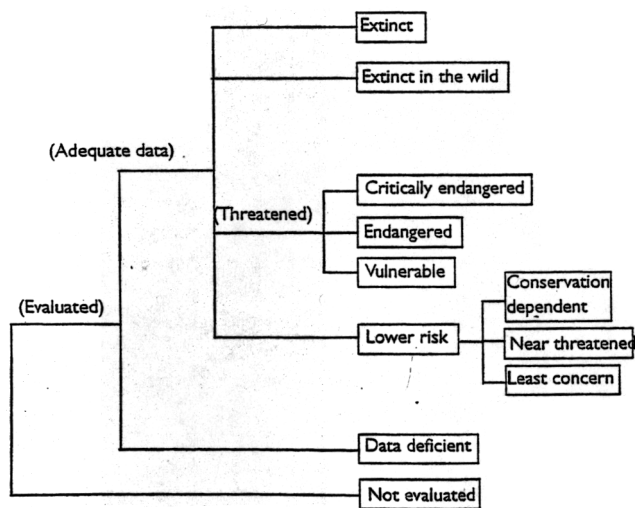 Extinct
Extinct in the wild
(Adequate data)
Critically endangered
(Threatened)
Endangered
Vulnerable
Conservation
dependent
(Evaluated)
Lower risk
Near threatened
Least concern
Data deficient
Not evaluated